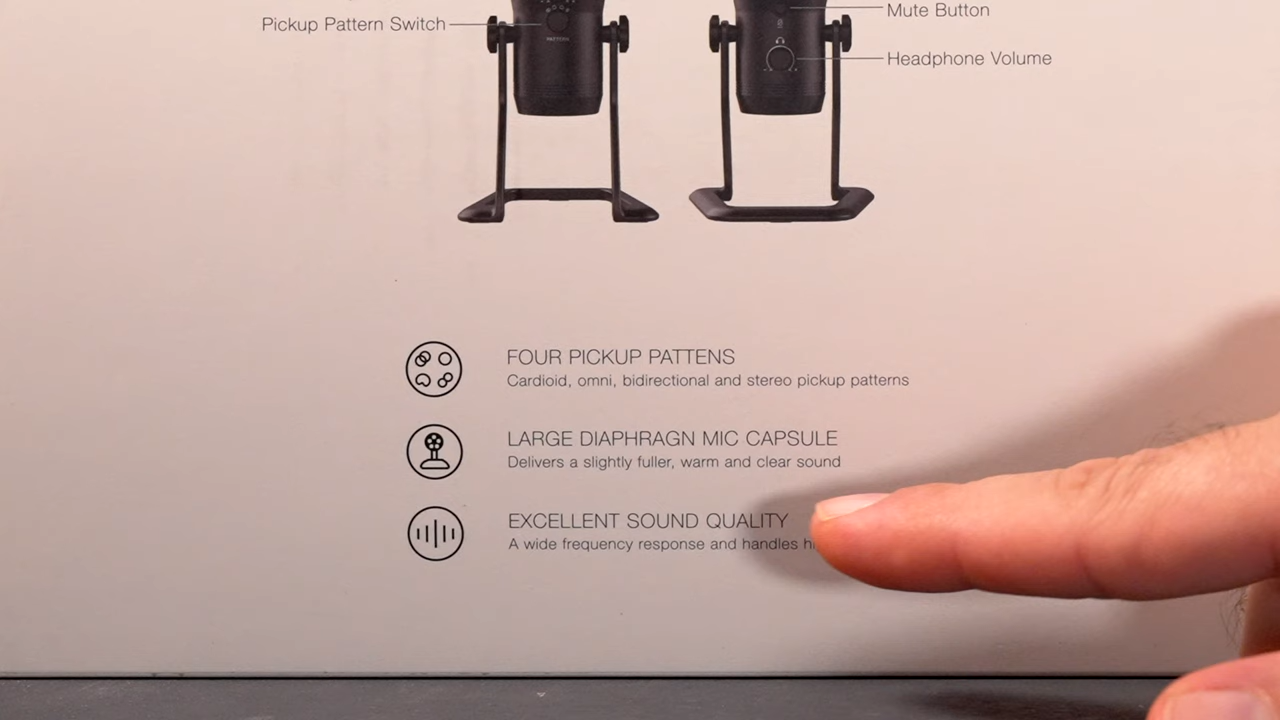 Pickup Pattern Switch
Mute Button
PATTERN
Headphone Volume
FOUR PICKUP PATTENS
Cardioid, omni, bidirectional and stereo pickup patterns
LARGE DIAPHRAGN MIC CAPSULE
Delivers a slightly fuller, warm and clear sound
EXCELLENT SOUND QUALITY
A wide frequency response and handles